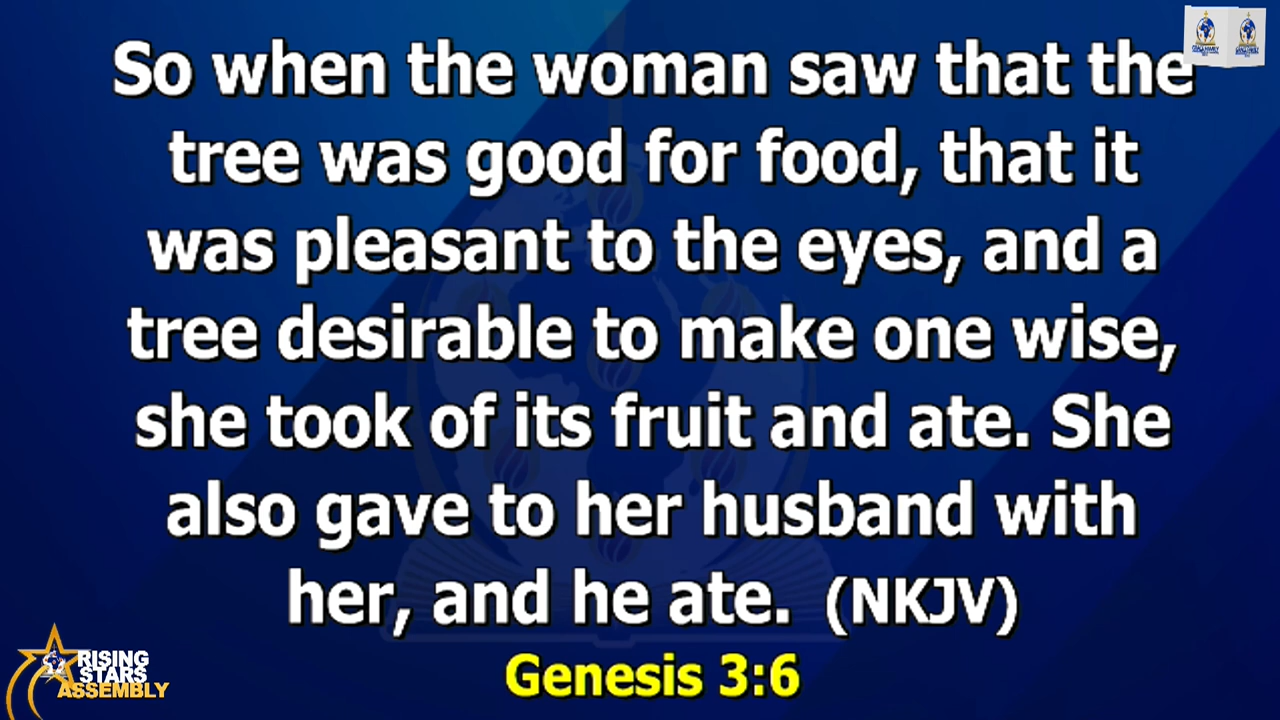 So when the woman saw that the
tree was good for food, that it
was pleasant to the eyes, and a
tree desirable to make one wise,
she took of its fruit and ate. She
also gave to her husband with
her, and he ate. (NKJV)
Genesis 3:6
RISING
STARS
ASSEMBLY